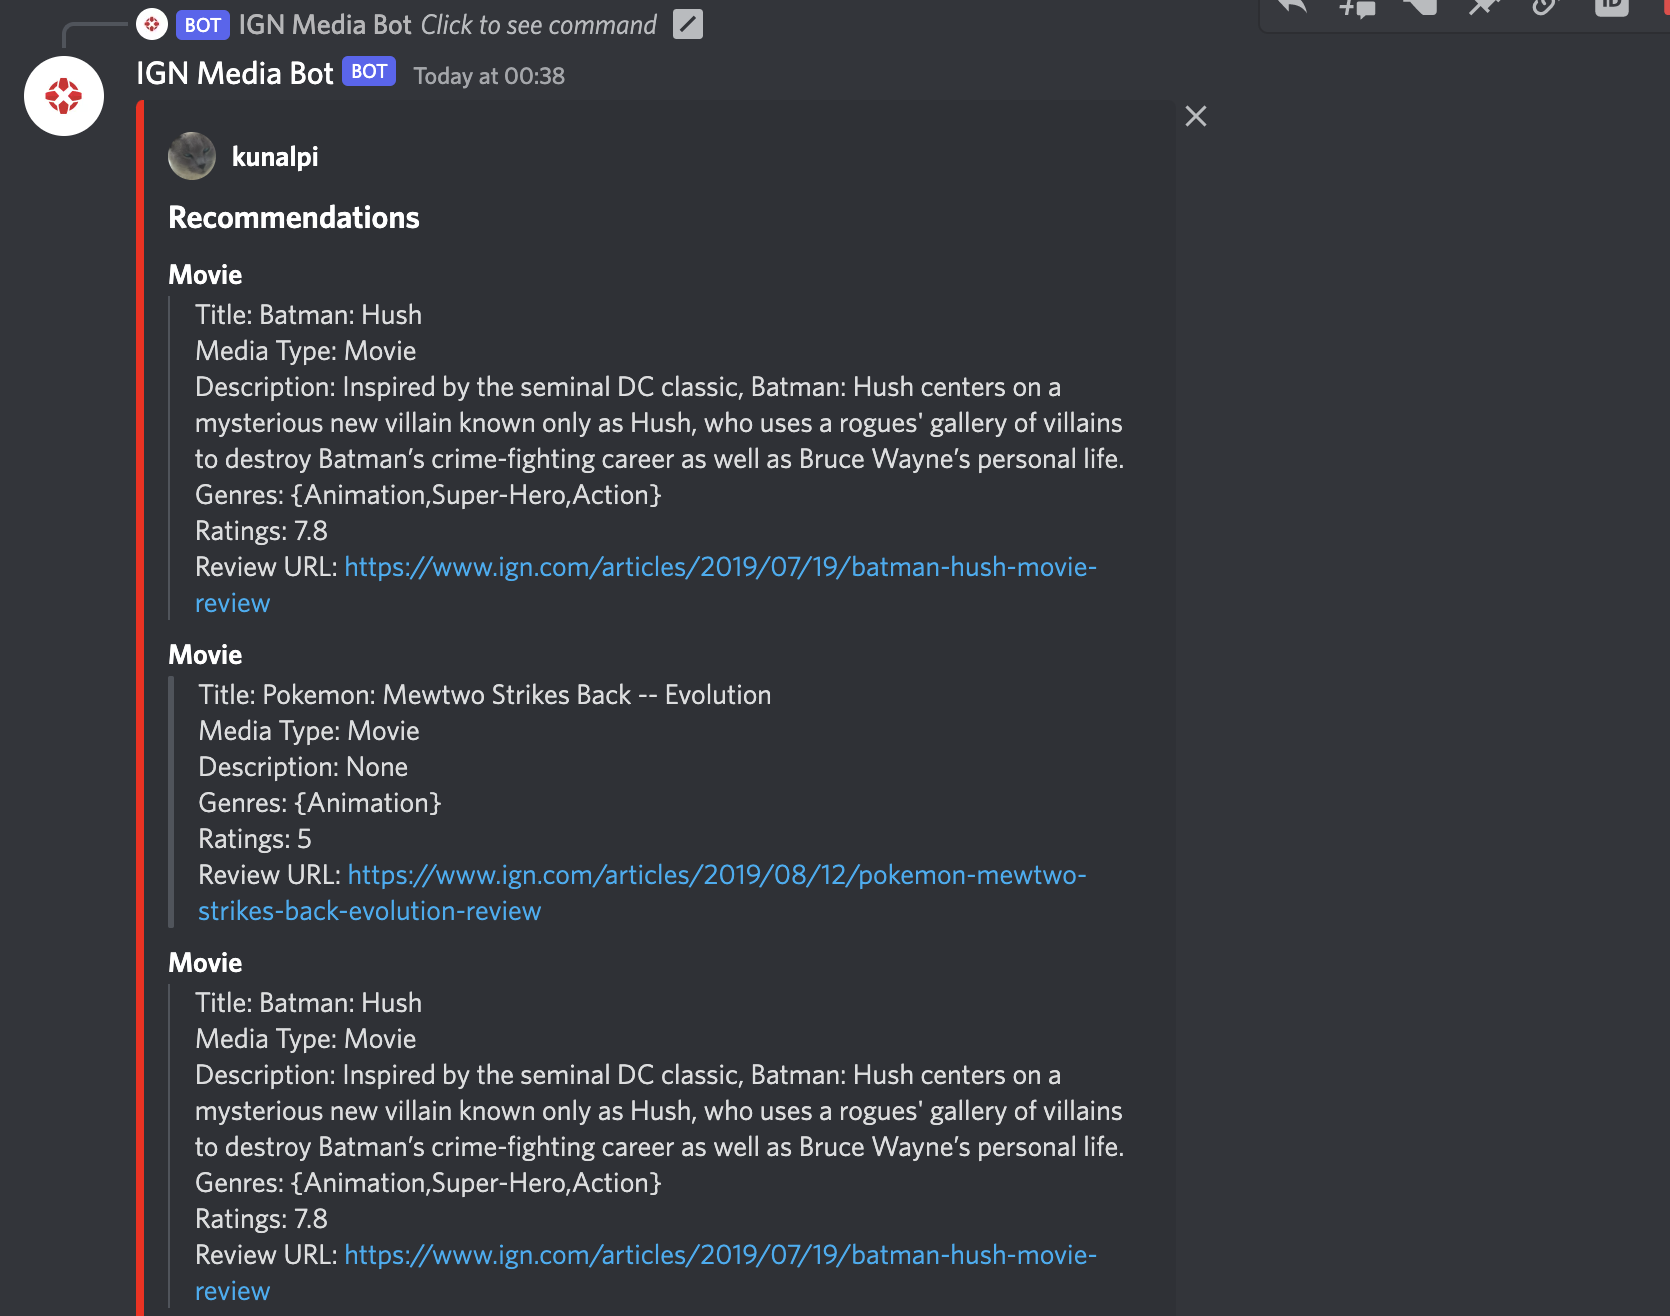 BOT IGN Media Bot Click to see command
IGN Media Bot BOT Today at 00:38
kunalpi
Recommendations
Movie
Title: Batman: Hush
Media Type: Movie
Description: Inspired by the seminal DC classic, Batman: Hush centers on a
mysterious new villain known only as Hush, who uses a rogues' gallery of villains
to destroy Batman’s crime-fighting career as well as Bruce Wayne’s personal life.
Genres: {Animation,Super-Hero,Action}
Ratings: 7.8
Review URL: https://www.ign.com/articles/2019/07/19/batman-hush-movie-
review
Movie
Title: Pokemon: Mewtwo Strikes Back -- Evolution
Media Type: Movie
Description: None
Genres: {Animation}
Ratings: 5
Review URL: https://www.ign.com/articles/2019/08/12/pokemon-mewtwo-
strikes-back-evolution-review
Movie
Title: Batman: Hush
Media Type: Movie
Description: Inspired by the seminal DC classic, Batman: Hush centers on a
mysterious new villain known only as Hush, who uses a rogues' gallery of villains
to destroy Batman’s crime-fighting career as well as Bruce Wayne’s personal life.
Genres: {Animation,Super-Hero,Action}
Ratings: 7.8
Review URL: https://www.ign.com/articles/2019/07/19/batman-hush-movie-
review